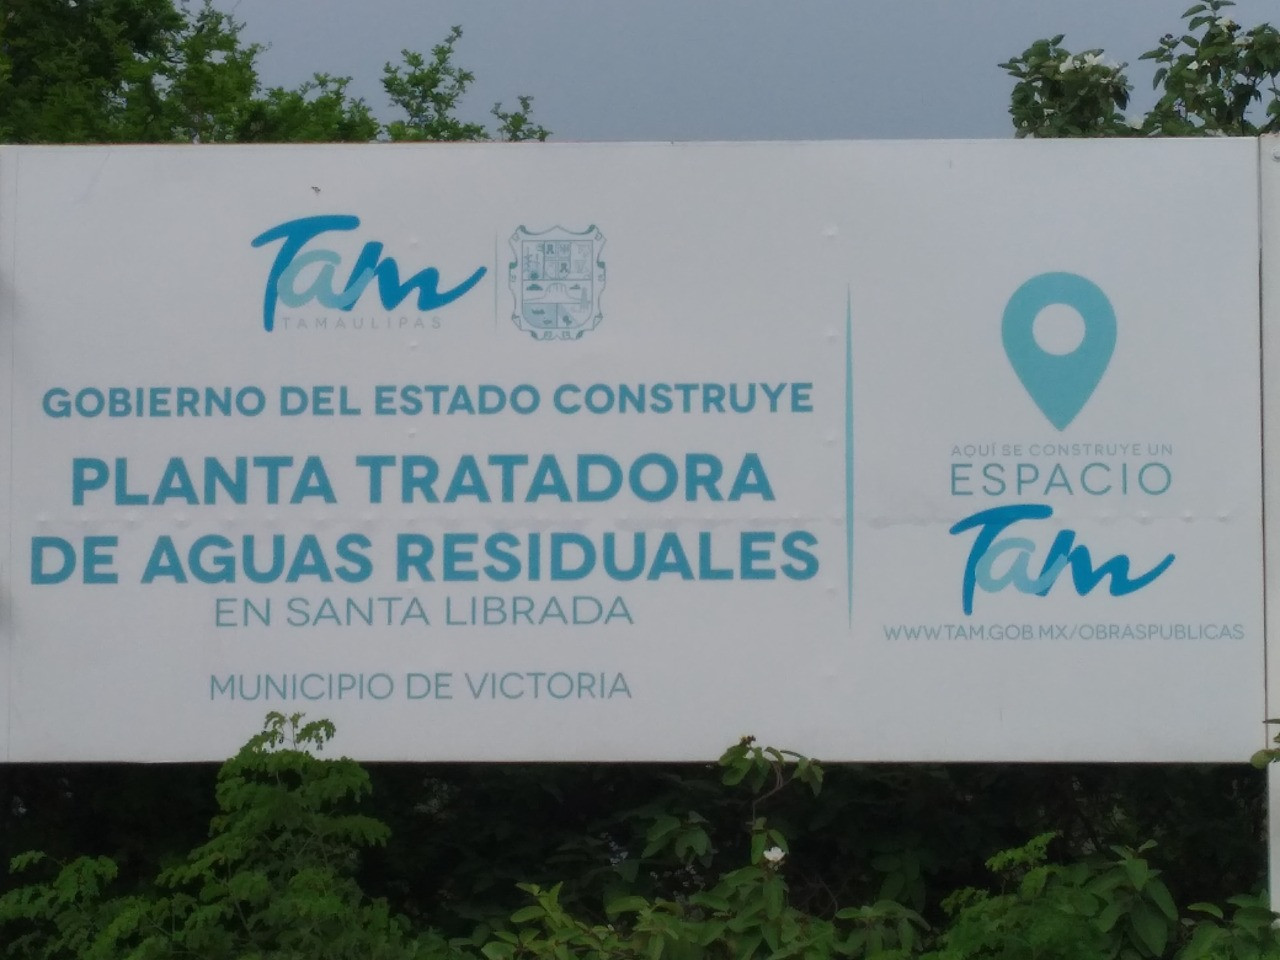 Tam
TAMAULIPAS
GOBIERNO DEL ESTADO CONSTRUYE
PLANTA TRATADORA
DE AGUAS RESIDUALES
EN SANTA LIBRADA
MUNICIPIO DE VICTORIA
AQUÍ SE CONSTRUYE UN
ESPACIO
Tam
WWW.TAM.GOB.MX/OBRASPUBLICAS